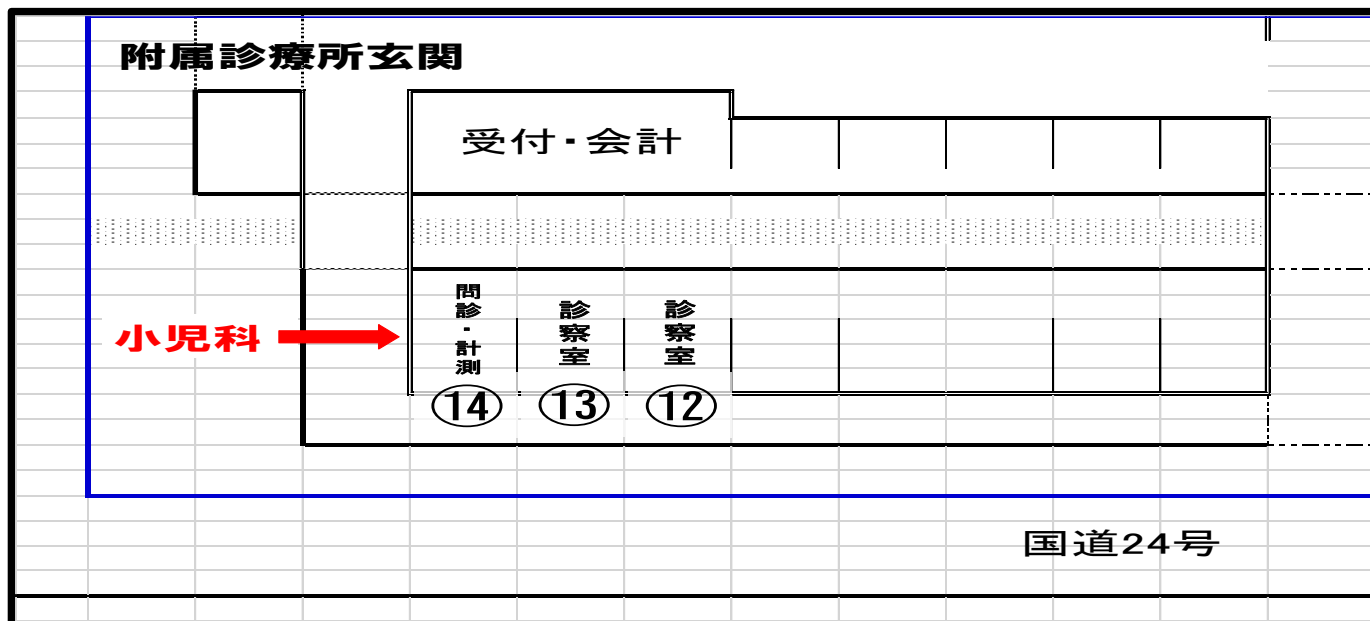 附属診療所玄関
受付・会計
小児科
問診・計測
診察室
診察室
⑭
⑬
⑫
国道24号